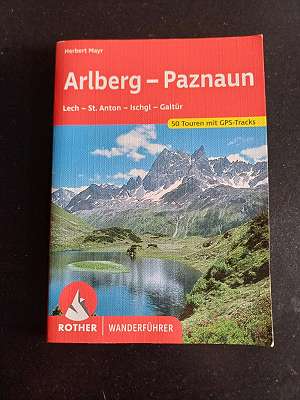 Herbert Mayr
Arlberg – Paznaun
Lech – St. Anton – Ischgl – Galtür
50 Touren mit GPS-Tracks
ROTHER WANDERFÜHRER